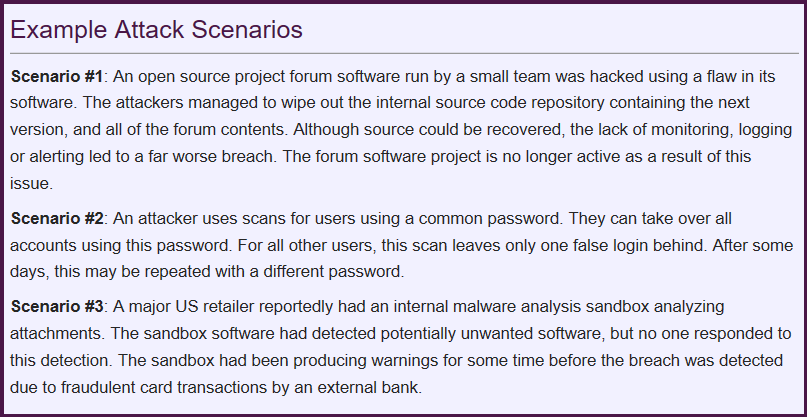 Example Attack Scenarios
Scenario #1: An open source project forum software run by a small team was hacked using a flaw in its
software. The attackers managed to wipe out the internal source code repository containing the next
version, and all of the forum contents. Although source could be recovered, the lack of monitoring, logging
or alerting led to a far worse breach. The forum software project is no longer active as a result of this
issue.
Scenario #2: An attacker uses scans for users using a common password. They can take over all
accounts using this password. For all other users, this scan leaves only one false login behind. After some
days, this may be repeated with a different password.
Scenario #3: A major US retailer reportedly had an internal malware analysis sandbox analyzing
attachments. The sandbox software had detected potentially unwanted software, but no one responded to
this detection. The sandbox had been producing warnings for some time before the breach was detected
due to fraudulent card transactions by an external bank.